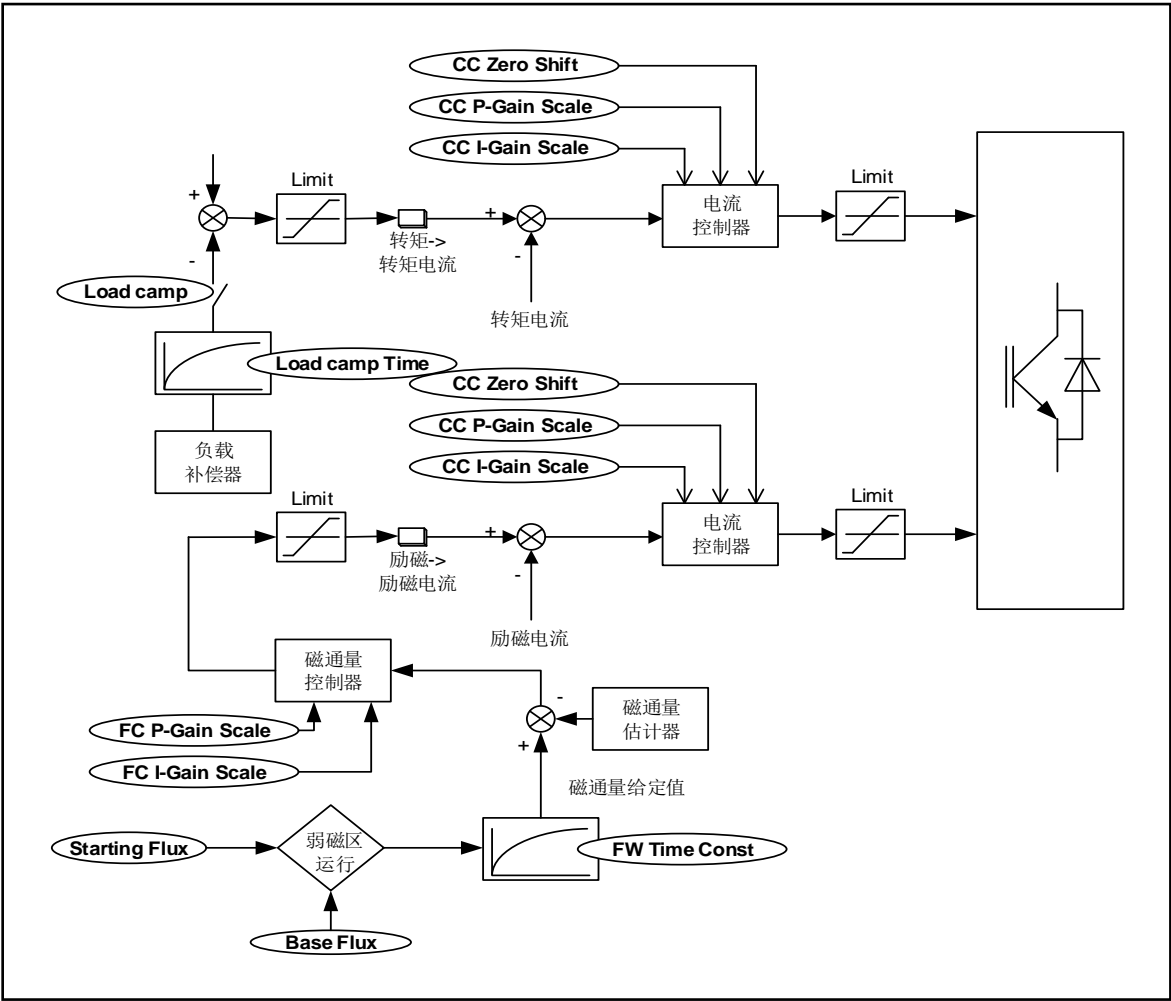 CC Zero Shift
CC P-Gain Scale
CC I-Gain Scale
+
Limit
Limit
电流
控制器
+
转矩->
转矩电流
-
-
转矩电流
Load camp
Load camp Time
CC Zero Shift
CC P-Gain Scale
CC I-Gain Scale
负载
补偿器
Limit
Limit
电流
控制器
+
励磁->
励磁电流
-
励磁电流
磁通量
控制器
-
磁通量
估计器
+
FC P-Gain Scale
FC I-Gain Scale
磁通量给定值
Starting Flux
弱磁区
运行
FW Time Const
Base Flux